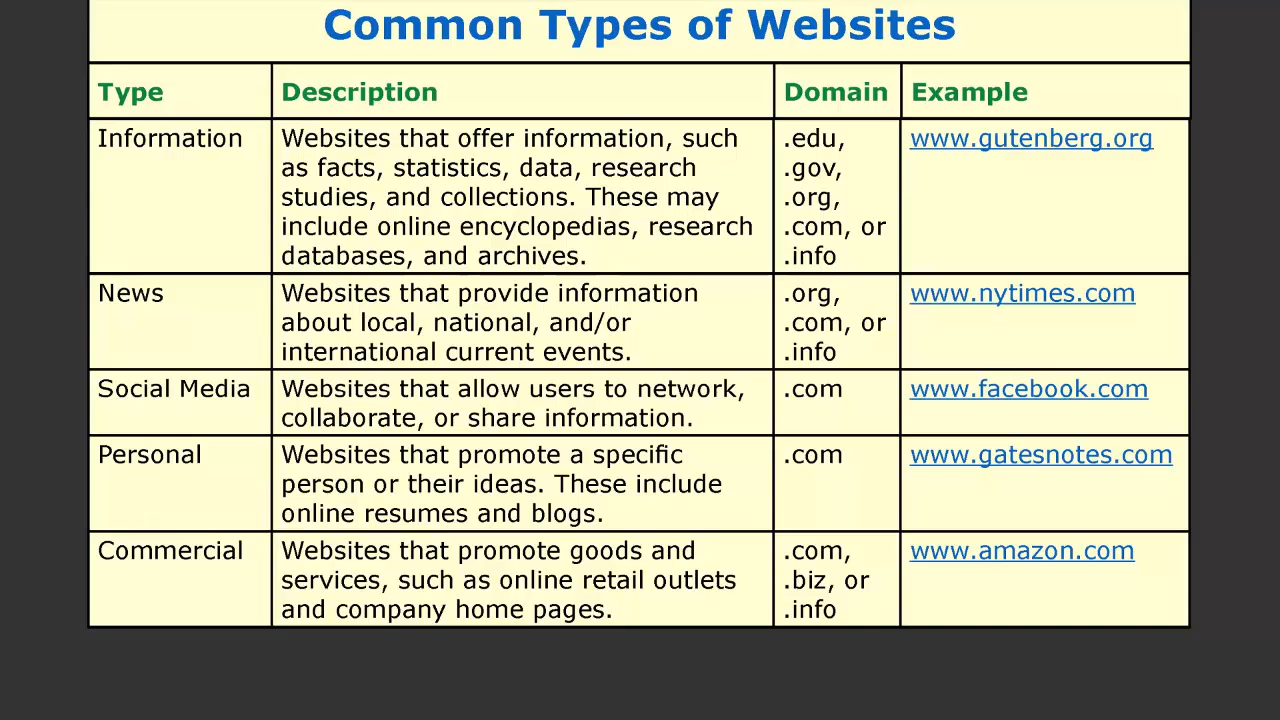 Common Types of Websites
Type Description Domain Example
Information
Websites that offer information, such
as facts, statistics, data, research
studies, and collections. These may
include online encyclopedias, research
databases, and archives.
.edu,
.gov,
.org,
.com, or
.info
www.gutenberg.org
News
Websites that provide information
about local, national, and/or
international current events.
.org,
.com, or
.info
www.nytimes.com
Social Media
Websites that allow users to network,
collaborate, or share information.
.com
www.facebook.com
Personal
Websites that promote a specific
person or their ideas. These include
online resumes and blogs.
.com
www.gatesnotes.com
Commercial
Websites that promote goods and
services, such as online retail outlets
and company home pages.
.com,
.biz, or
.info
www.amazon.com